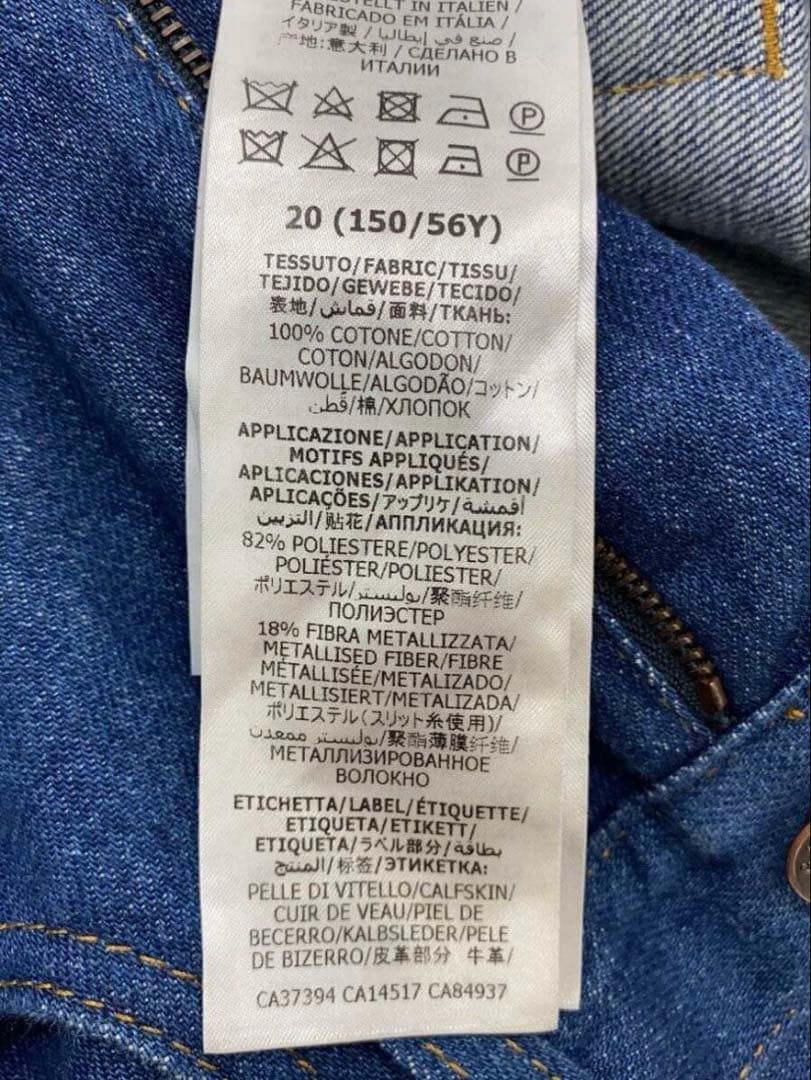 IN ITALIEN /
FABRICADO EM ITÁLIA /
イタリア製 / صنع في إيطاليا /
产地:意大利 / СДЕЛАНО В
ИТАЛИИ
P
P
20 (150/56Y)
TESSUTO/FABRIC/TISSU/
TEJIDO/GEWEBE/TECIDO/
表地/قماش/面料/ТКАНЬ:
100% COTONE/COTTON/
COTON/ALGODON/
BAUMWOLLE/ALGODÃO/コットン/
قطن/棉/ХЛОПОК
APPLICAZIONE/APPLICATION/
MOTIFS APPLIQUÉS/
APLICACIONES/APPLIKATION/
APLICAÇÕES/アップリケ/أقمشة
التزيين/贴花/АППЛИКАЦИЯ:
82% POLIESTERE/POLYESTER/
POLIÉSTER/POLIESTER/
ポリエステル/بوليستر/聚酯纤维/
ПОЛИЭСТЕР
18% FIBRA METALLIZZATA/
METALLISED FIBER/FIBRE
MÉTALLISÉE/METALIZADO/
METALLISIERT/METALIZADA/
ポリエステル(スリット糸使用)/
بوليستر ممعدن/聚酯薄膜纤维/
МЕТАЛЛИЗИРОВАННОЕ
ВОЛОКНО
ETICHETTA/LABEL/ÉTIQUETTE/
ETIQUETA/ETIKETT/
ETIQUETA/ラベル部分/بطاقة
المنتج/标签/ЭТИКЕТКА:
PELLE DI VITELLO/CALFSKIN/
CUIR DE VEAU/PIEL DE
BECERRO/KALBSLEDER/PELE
DE BIZERRO/皮革部分 牛革/
CA37394 CA14517 CA84937